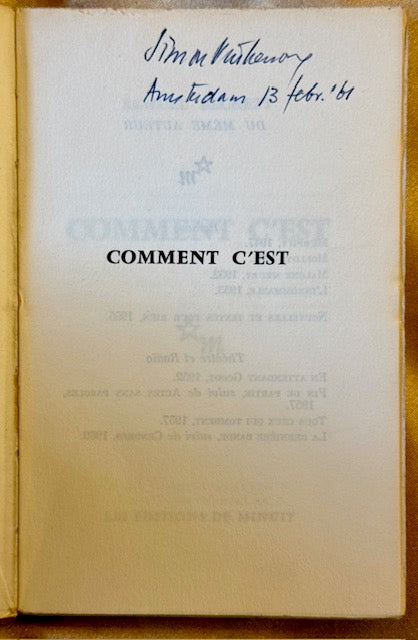 Simon Vinkenoog
Amsterdam 13 febr. '61
COMMENT C'EST